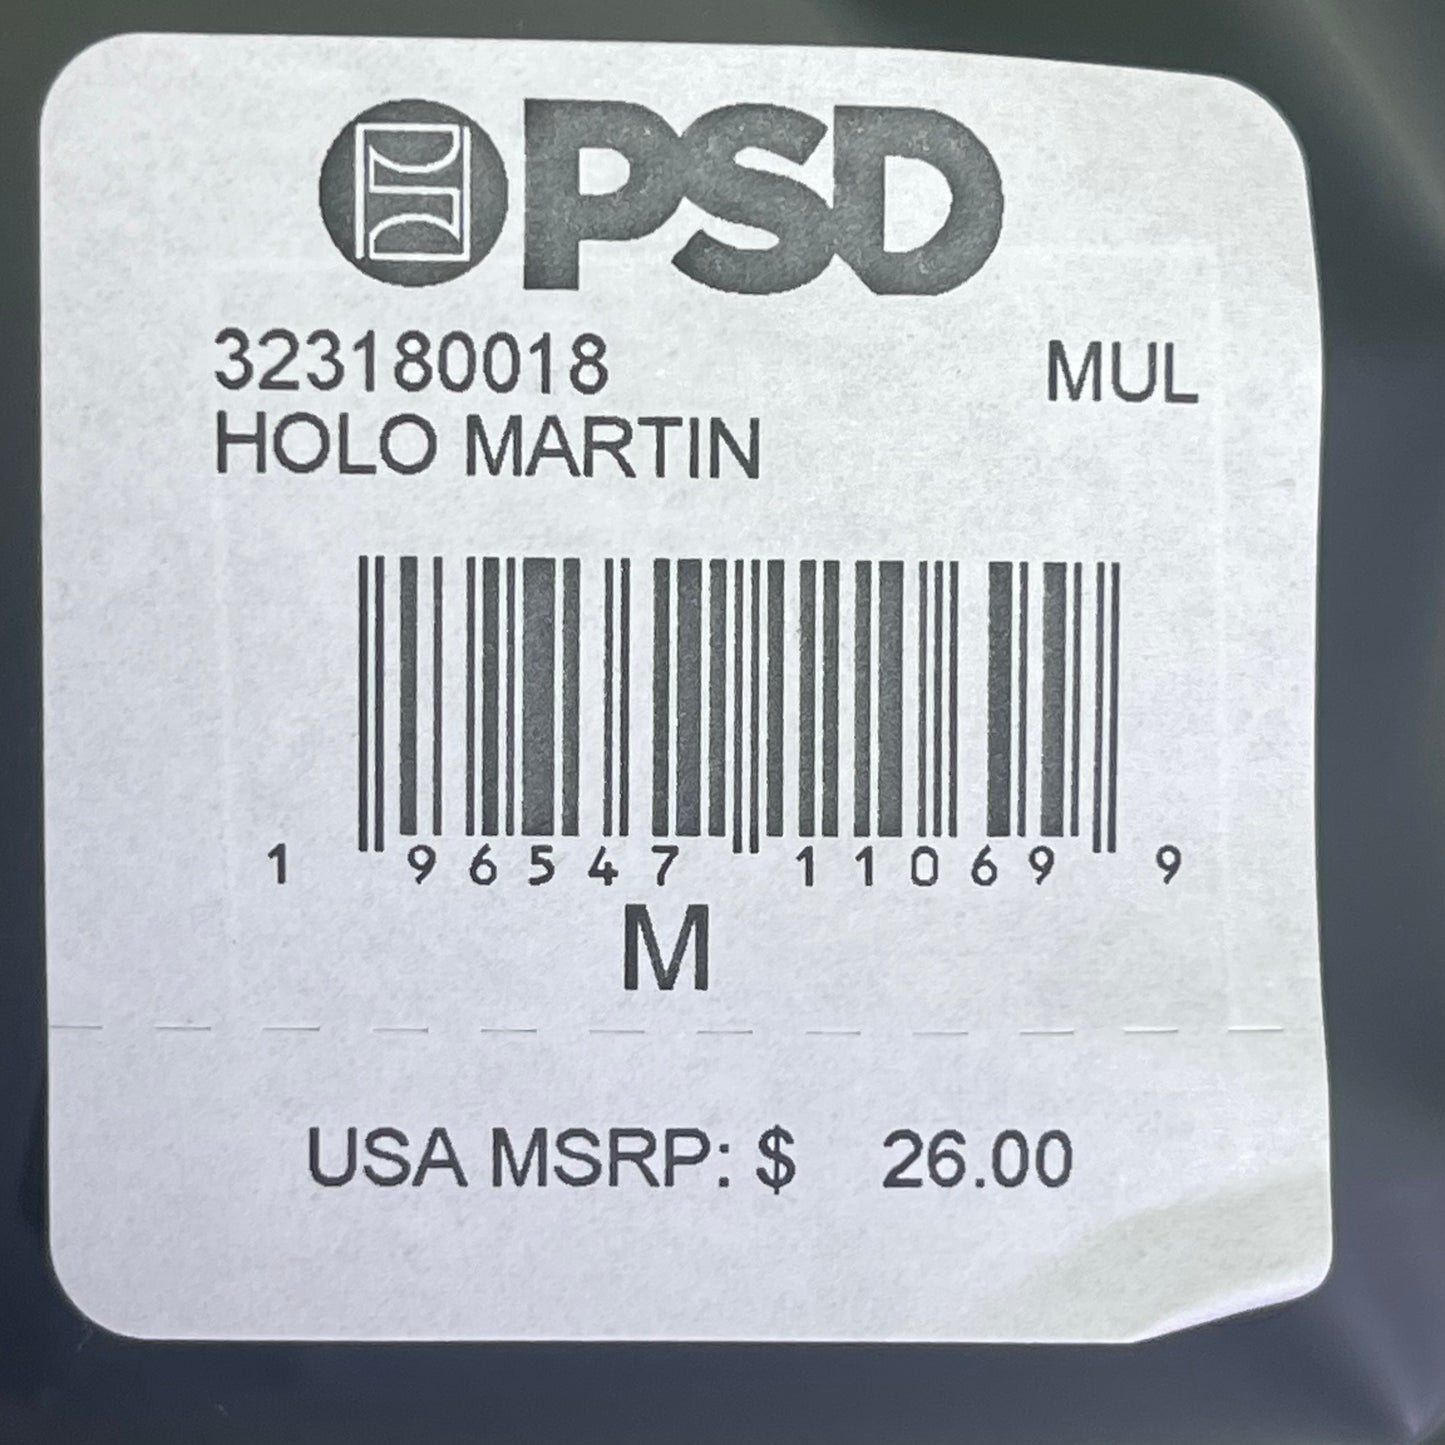 PSD
323180018 MUL
HOLO MARTIN
1 96547 11069 9
M
USA MSRP: $ 26.00